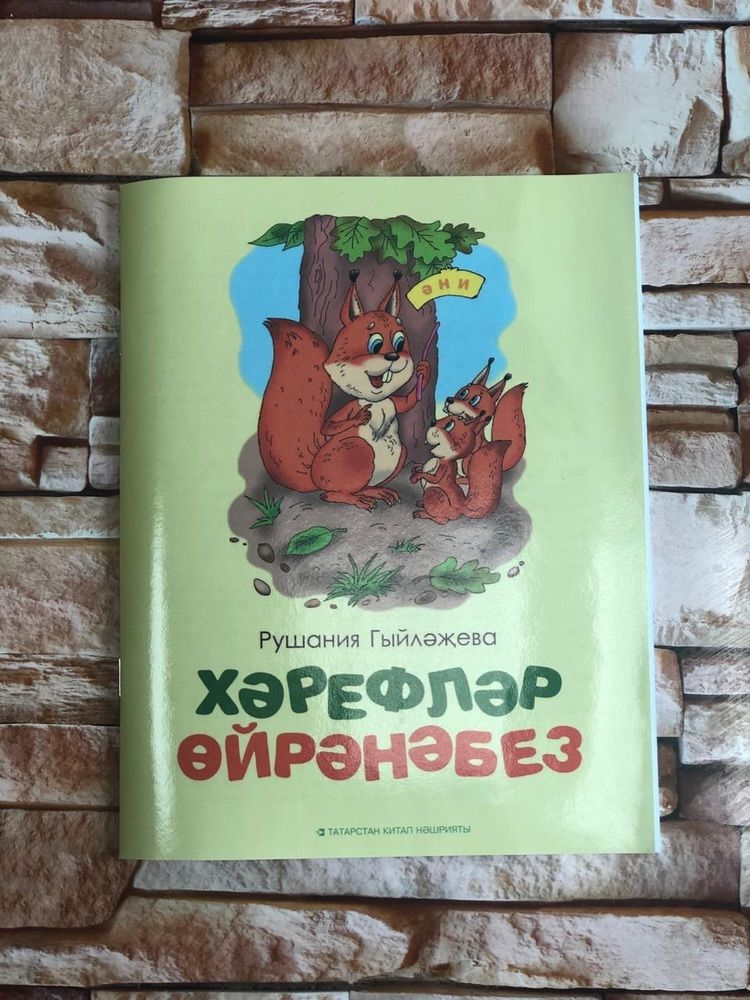 әни
Рушания Гыйләҗева
ХӘРЕФЛӘР
ӨЙРӘНӘБЕЗ
ТАТАРСТАН КИТАП НӘШРИЯТЫ